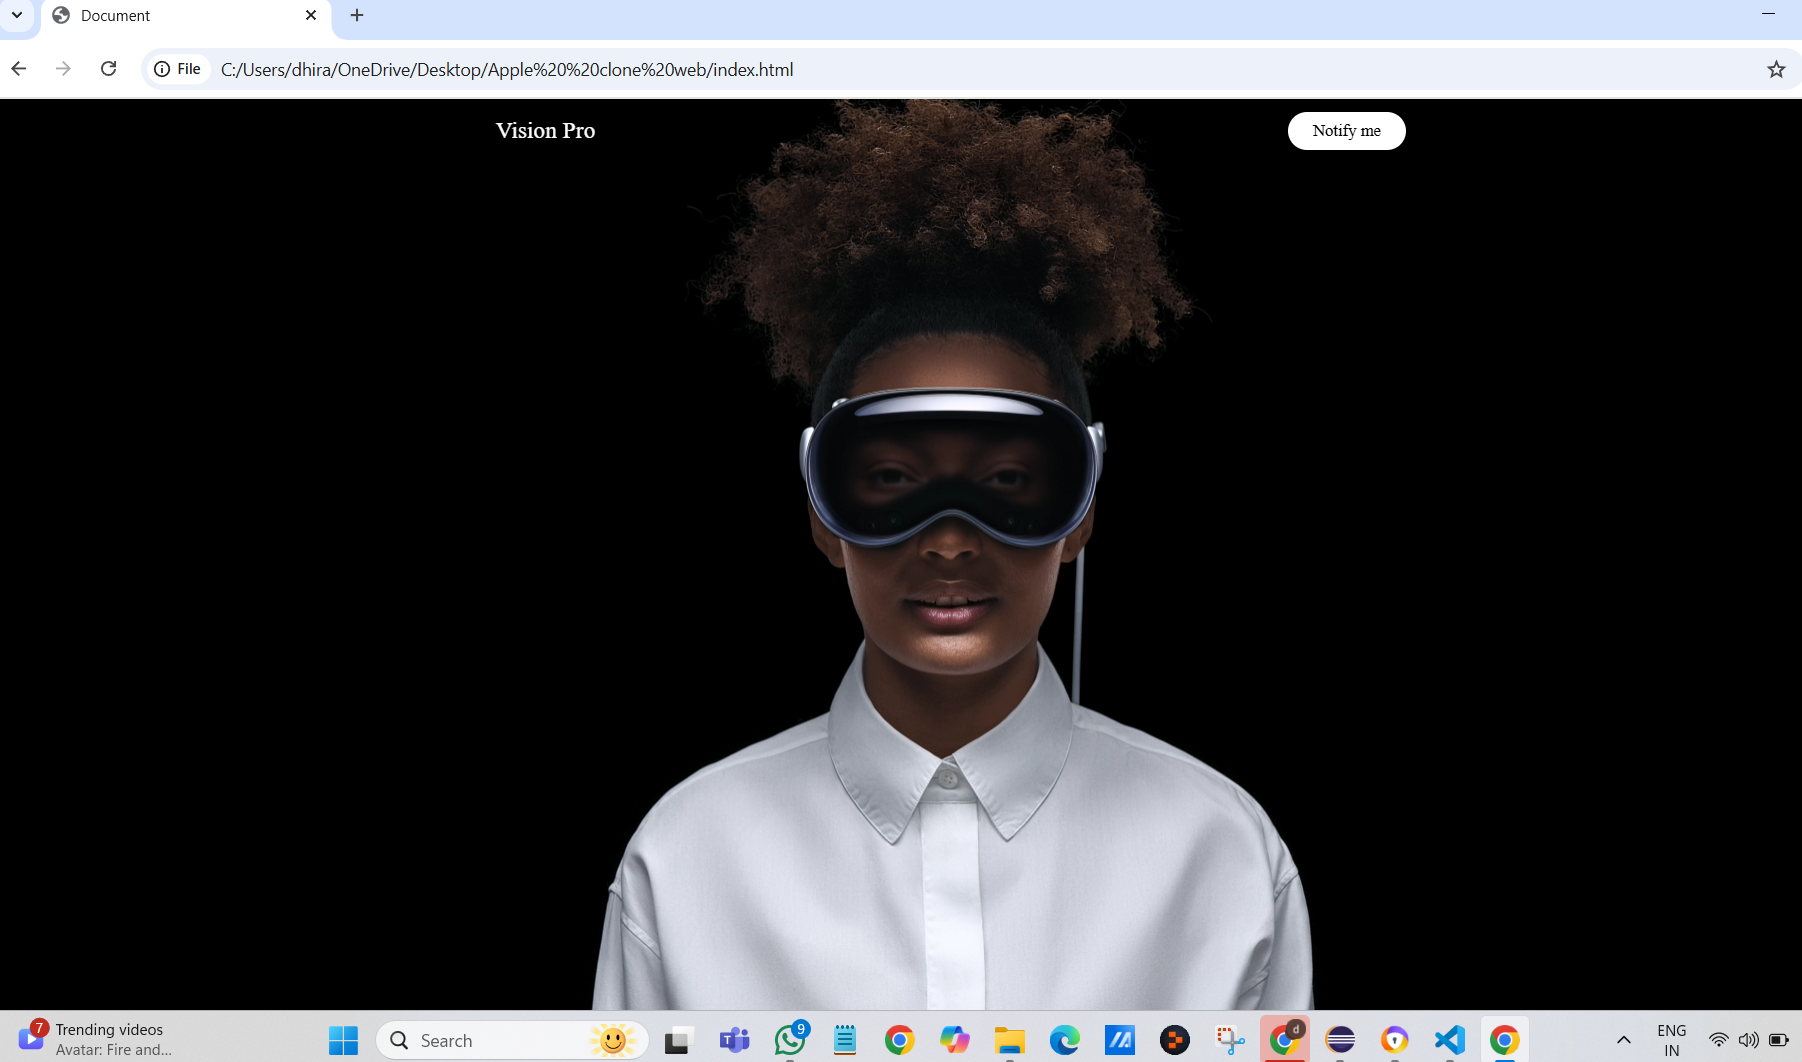 Document
File
C:/Users/dhira/OneDrive/Desktop/Apple%20%20clone%20web/index.html
Vision Pro
Notify me
7
Trending videos
Avatar: Fire and...
Search
T
9
d
ENG
IN